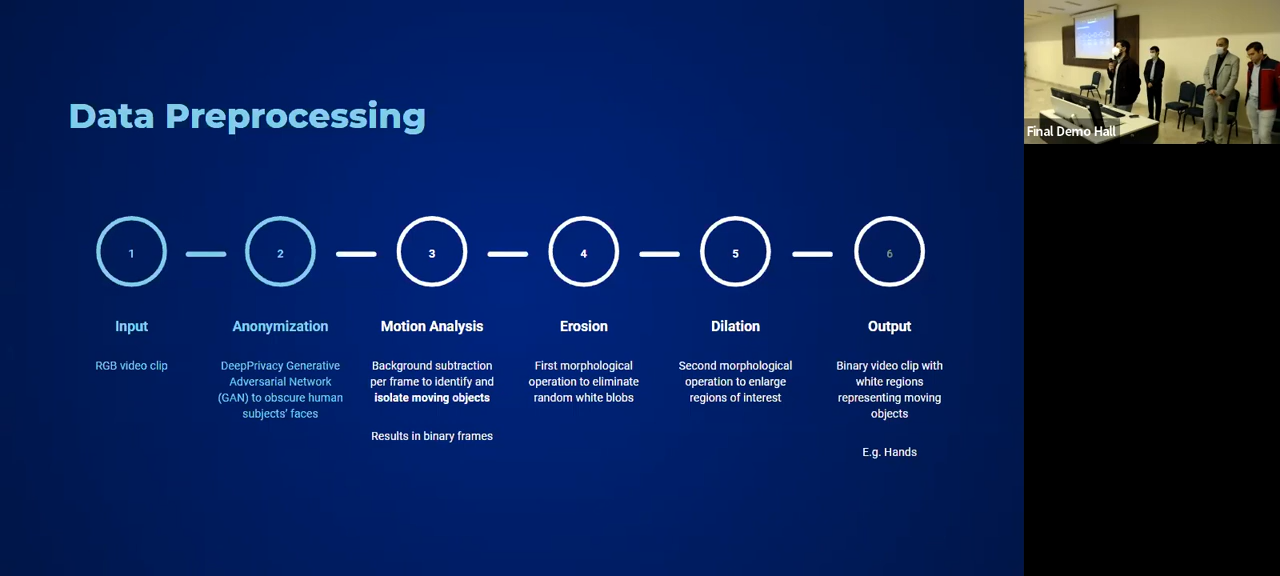 Data Preprocessing
1
2
3
4
5
6
Input
RGB video clip
Anonymization
DeepPrivacy Generative
Adversarial Network
(GAN) to obscure human
subjects' faces
Motion Analysis
Background subtraction
per frame to identify and
isolate moving objects
Results in binary frames
Erosion
First morphological
operation to eliminate
random white blobs
Dilation
Second morphological
operation to enlarge
regions of interest
Output
Binary video clip with
white regions
representing moving
objects
E.g. Hands
Final Demo Hall